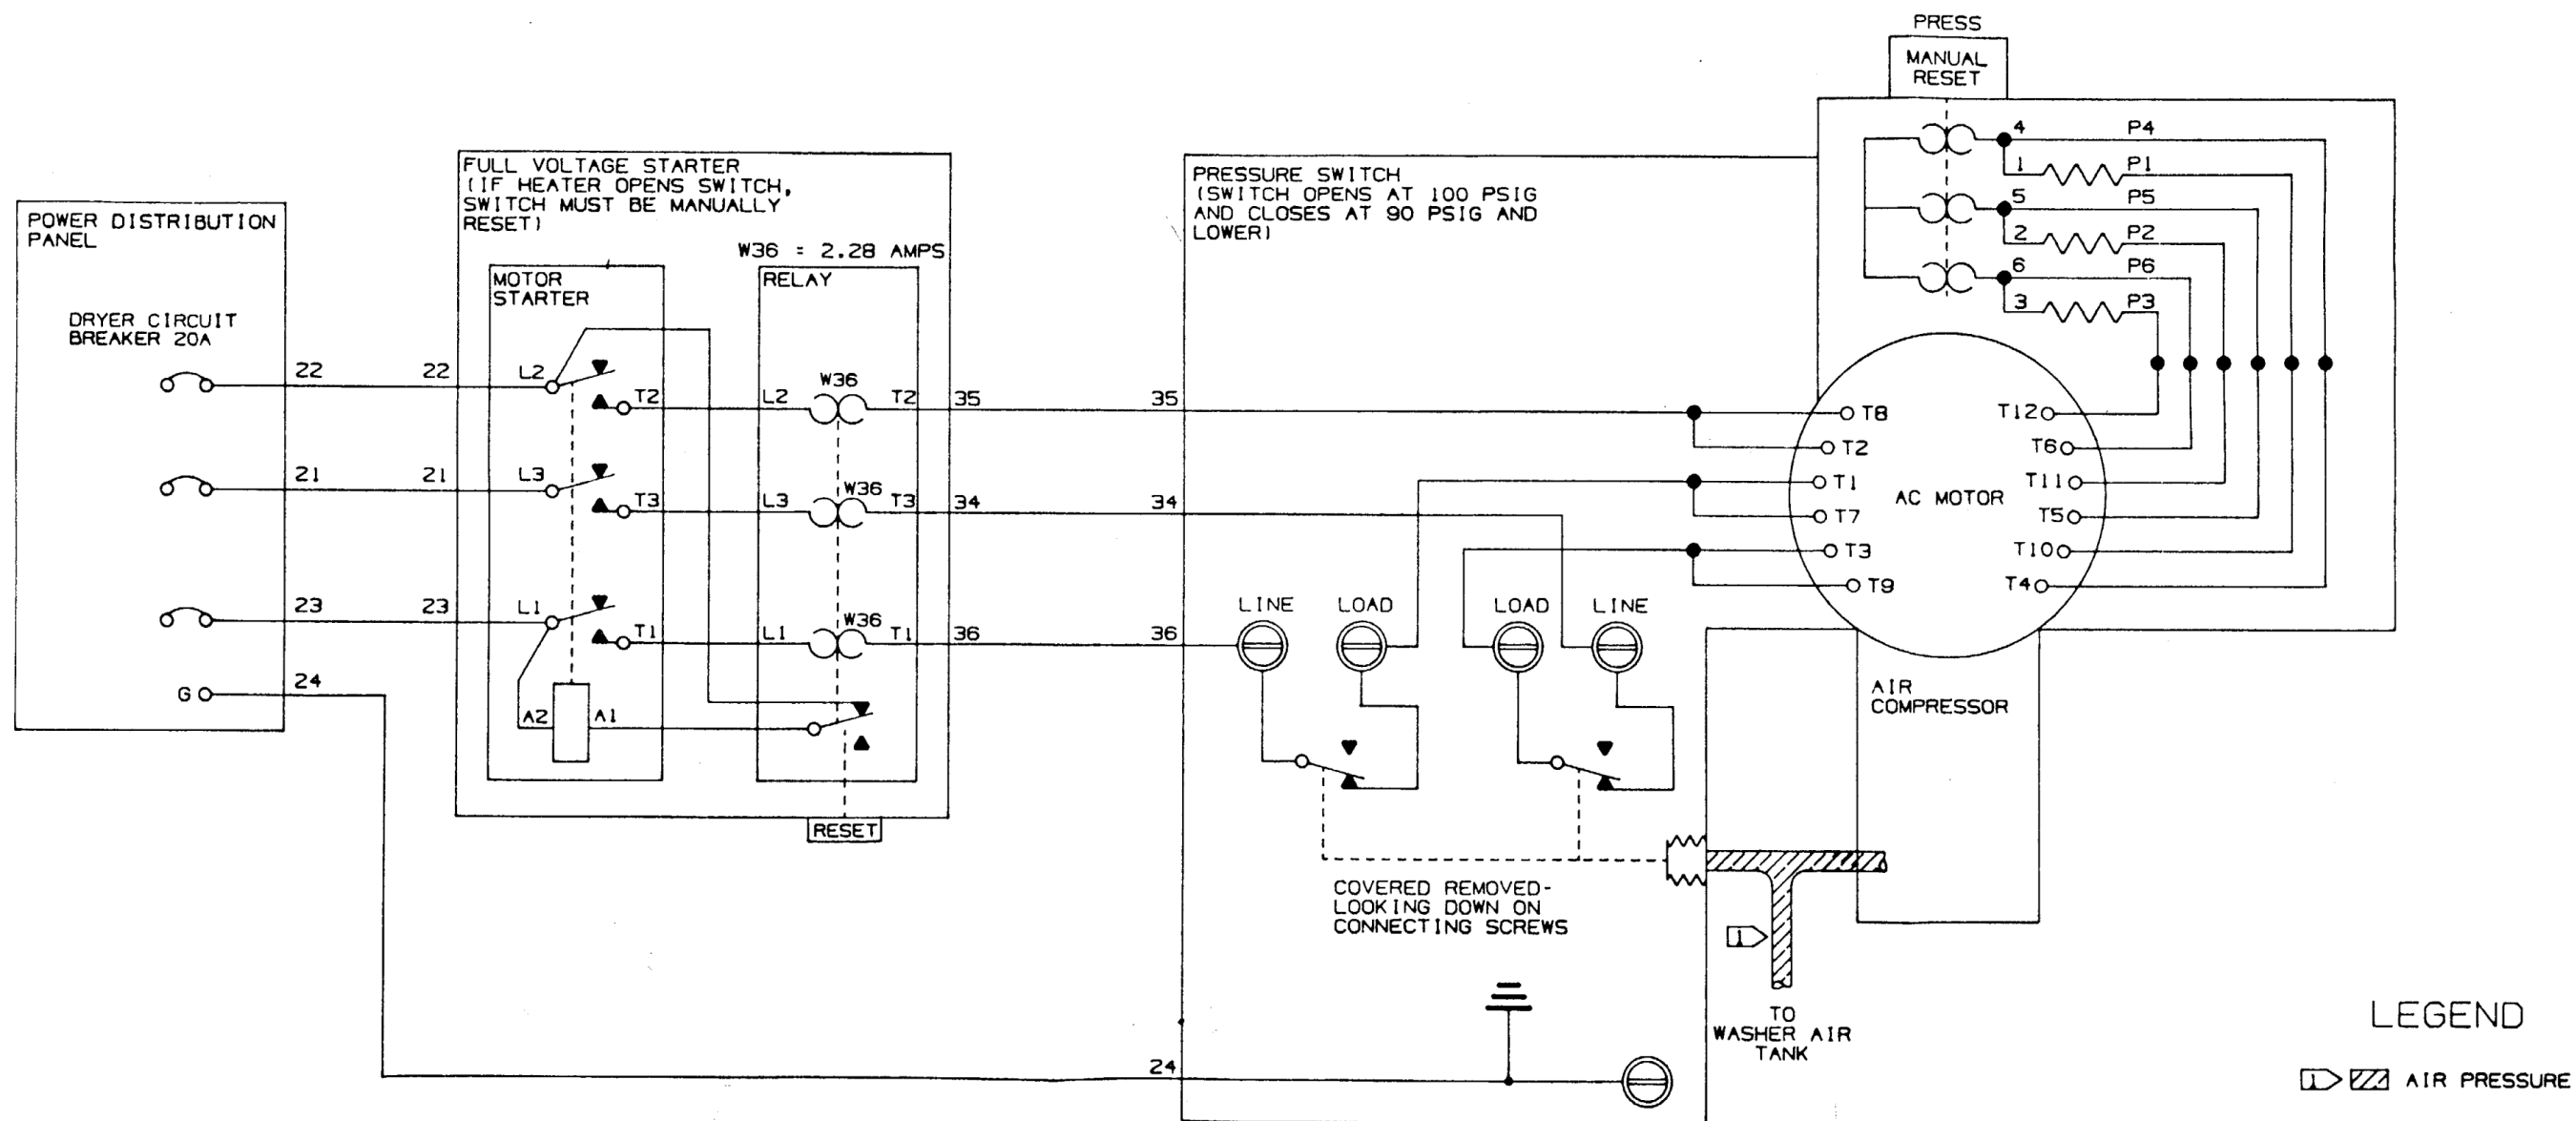 PRESS
MANUAL
RESET
4 P4
1 P1
5 P5
2 P2
6 P6
3 P3
FULL VOLTAGE STARTER
(IF HEATER OPENS SWITCH,
SWITCH MUST BE MANUALLY
RESET)
W36 = 2.28 AMPS
PRESSURE SWITCH
(SWITCH OPENS AT 100 PSIG
AND CLOSES AT 90 PSIG AND
LOWER)
POWER DISTRIBUTION
PANEL
DRYER CIRCUIT
BREAKER 20A
MOTOR
STARTER
RELAY
22 22 L2
T2 L2 W36 T2 35 35
21 21 L3
T3 L3 W36 T3 34 34
23 23 L1
T1 L1 W36 T1 36 36
G 24
A2 A1
RESET
T8 T12
T2 T6
T1 T11
AC MOTOR
T7 T5
T3 T10
T9 T4
LINE LOAD LOAD LINE
AIR
COMPRESSOR
COVERED REMOVED-
LOOKING DOWN ON
CONNECTING SCREWS
1
TO
WASHER AIR
TANK
24
LEGEND
1 AIR PRESSURE